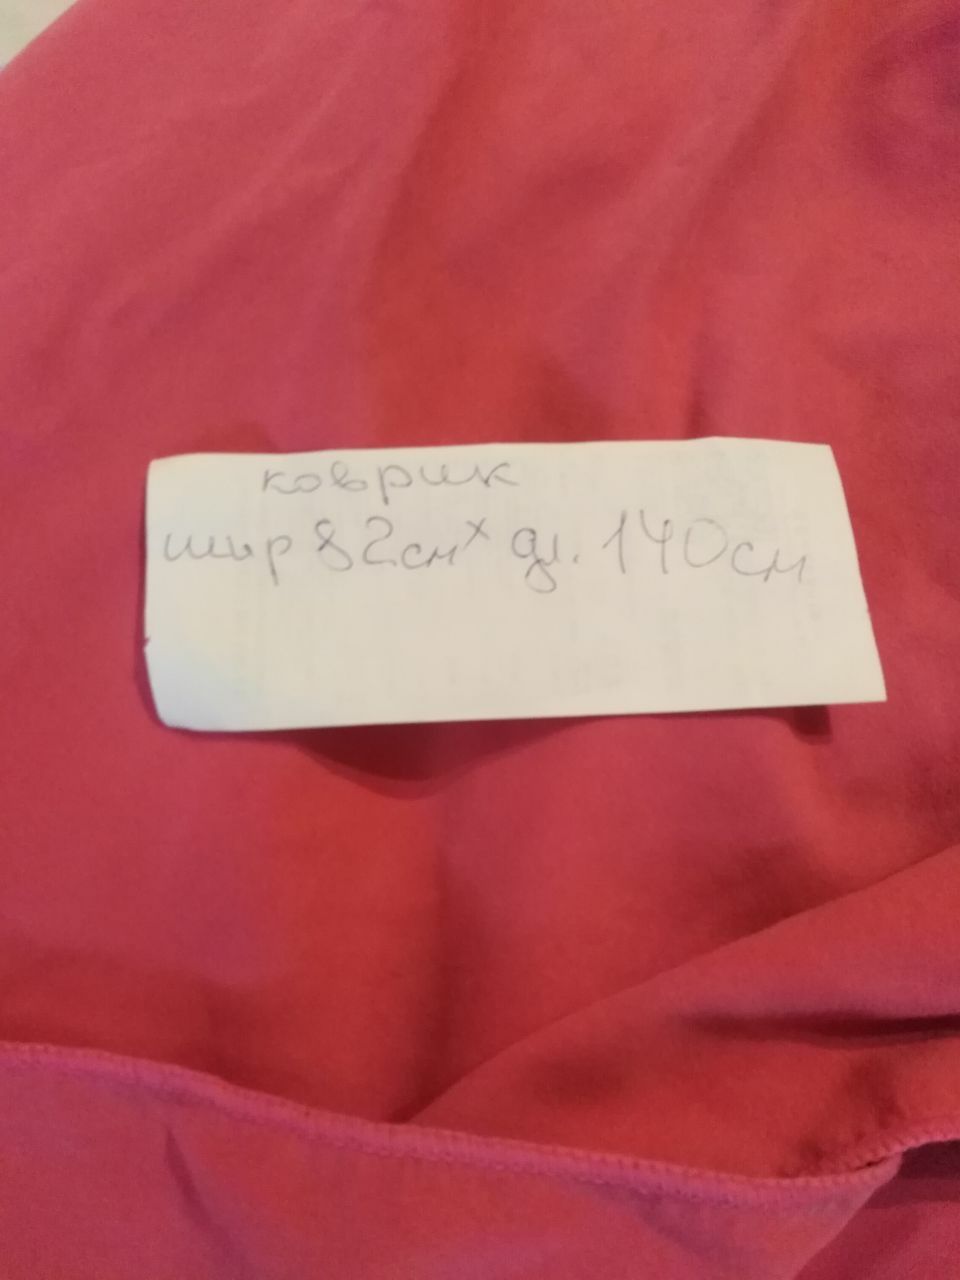 коврик
шир 82см х дл. 140см